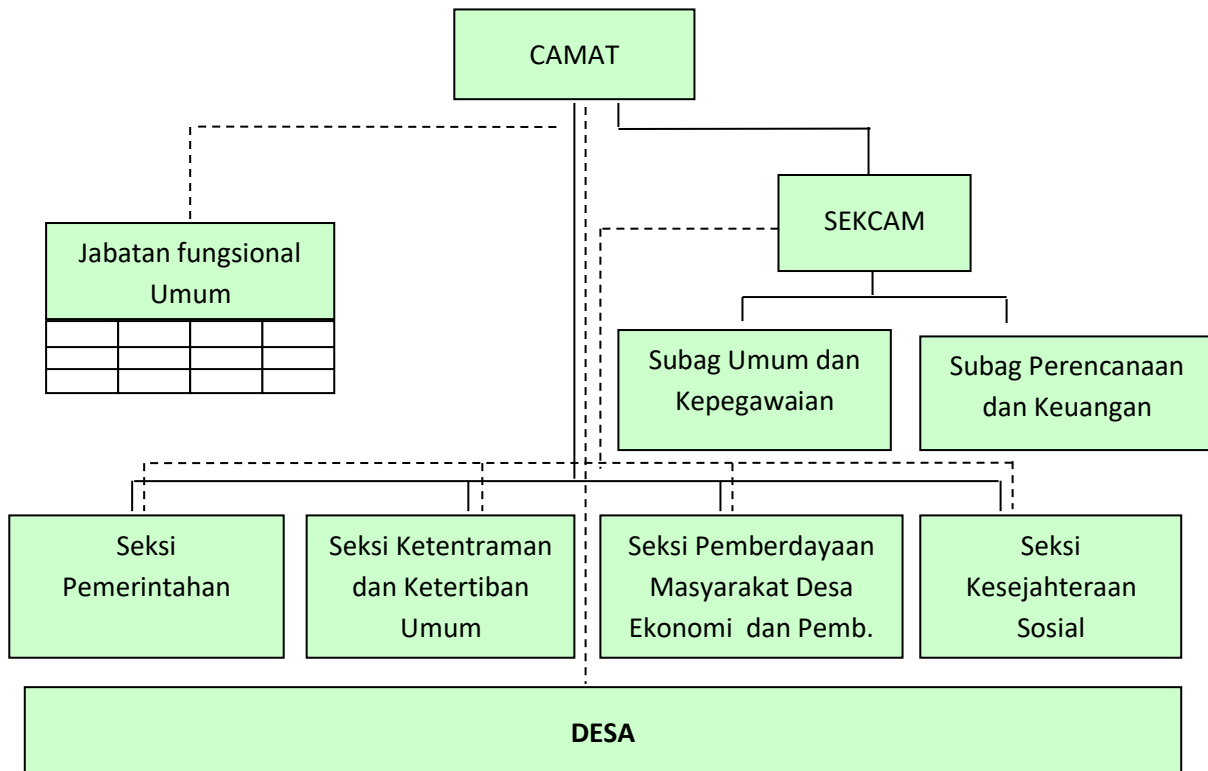 CAMAT
SEKCAM
Jabatan fungsional
Umum
Subag Umum dan
Kepegawaian
Subag Perencanaan
dan Keuangan
Seksi
Pemerintahan
Seksi Ketentraman
dan Ketertiban
Umum
Seksi Pemberdayaan
Masyarakat Desa
Ekonomi dan Pemb.
Seksi
Kesejahteraan
Sosial
DESA